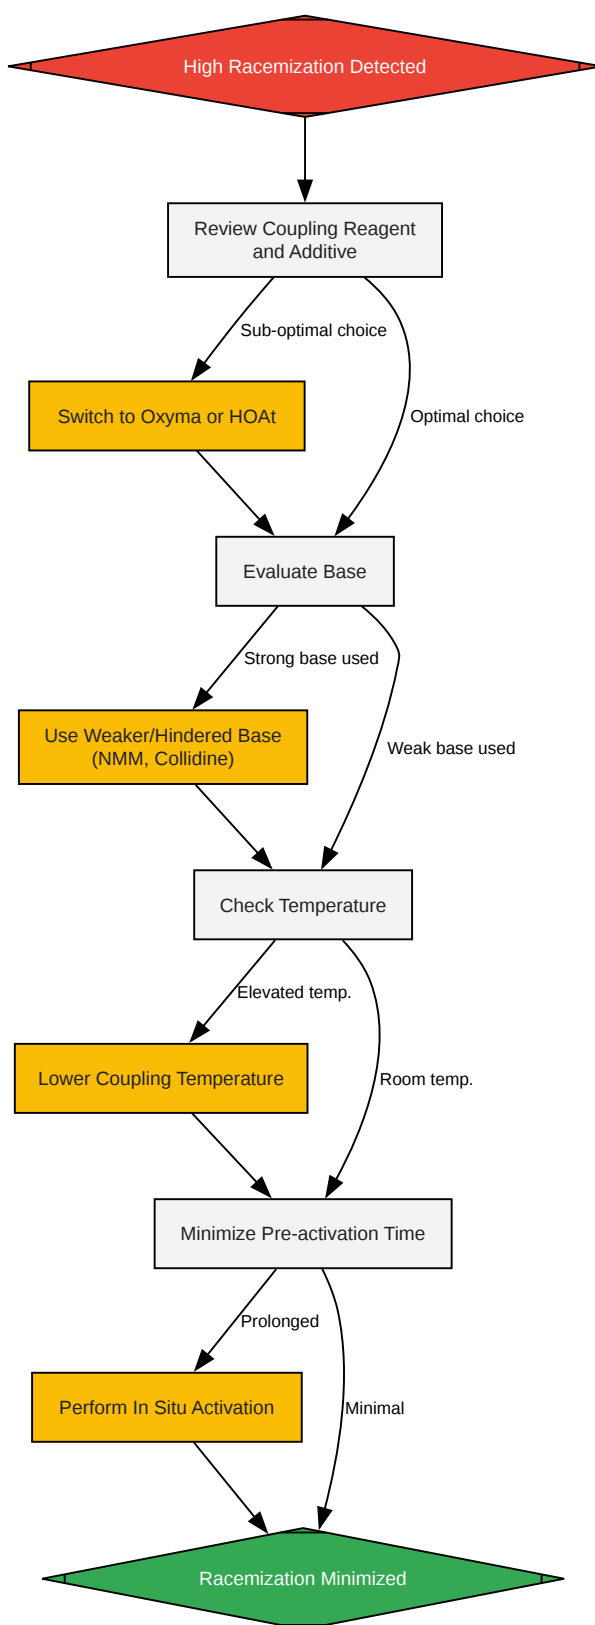 High Racemization Detected
Review Coupling Reagent
and Additive
Sub-optimal choice
Switch to Oxyma or HOAt
Optimal choice
Evaluate Base
Strong base used
Use Weaker/Hindered Base
(NMM, Collidine)
Weak base used
Check Temperature
Elevated temp.
Lower Coupling Temperature
Room temp.
Minimize Pre-activation Time
Prolonged
Perform In Situ Activation
Minimal
Racemization Minimized